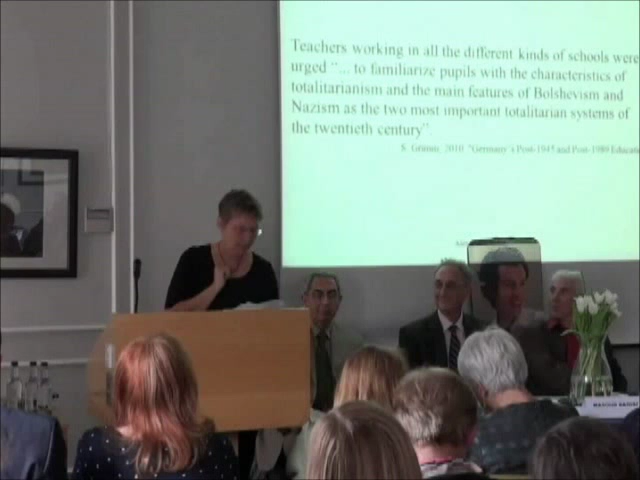 Teachers working in all the different kinds of schools were
urged "... to familiarize pupils with the characteristics of
totalitarianism and the main features of Bolshevism and
Nazism as the two most important totalitarian systems of
the twentieth century"
2010. "Germany's Post-1945 and Post-1989 Educatio